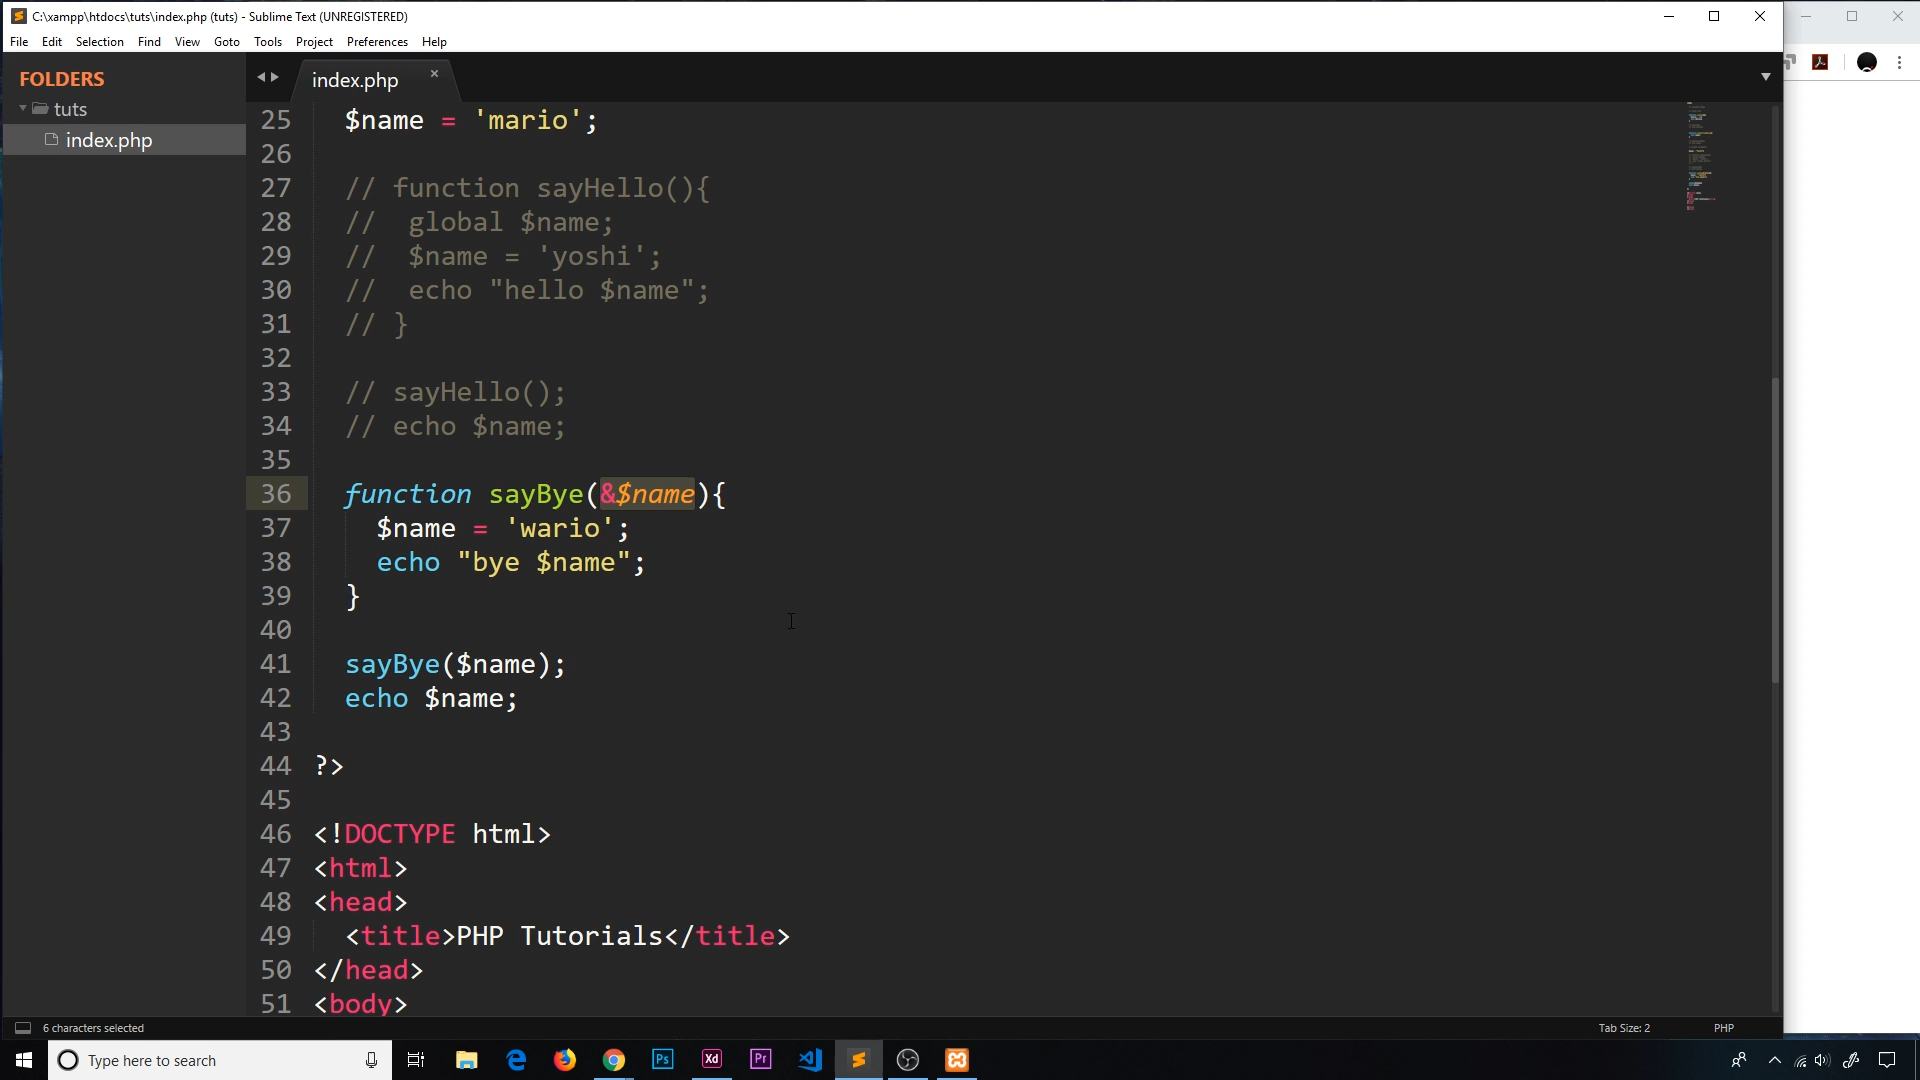 C:\xampp\htdocs\tuts\index.php (tuts) - Sublime Text (UNREGISTERED)
File Edit Selection Find View Goto Tools Project Preferences Help
FOLDERS
tuts
index.php
index.php ×
25 $name = 'mario';
26
27 // function sayHello(){
28 //  global $name;
29 //  $name = 'yoshi';
30 //  echo "hello $name";
31 // }
32
33 // sayHello();
34 // echo $name;
35
36 function sayBye(&$name){
37   $name = 'wario';
38   echo "bye $name";
39 }
40
41 sayBye($name);
42 echo $name;
43
44 ?>
45
46 <!DOCTYPE html>
47 <html>
48 <head>
49   <title>PHP Tutorials</title>
50 </head>
51 <body>
6 characters selected
Tab Size: 2
PHP
Type here to search
Ps
Xd
Pr